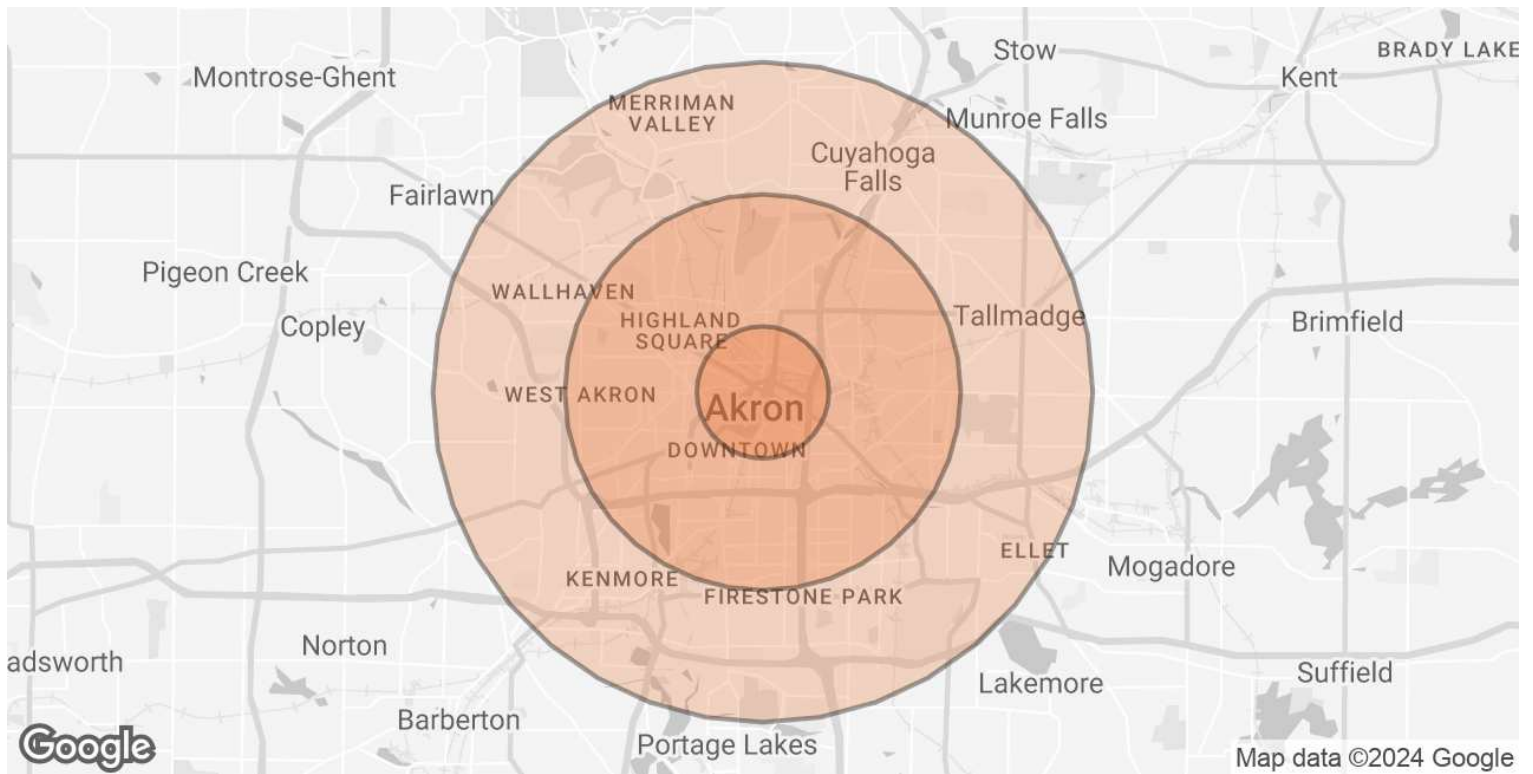 Stow
BRADY LAKE
Montrose-Ghent
Kent
MERRIMAN
VALLEY
Munroe Falls
Cuyahoga
Falls
Fairlawn
Pigeon Creek
WALLHAVEN
Copley
HIGHLAND
SQUARE
Tallmadge
Brimfield
WEST AKRON
Akron
DOWNTOWN
ELLET
Mogadore
KENMORE
FIRESTONE PARK
Norton
adsworth
Suffield
Lakemore
Barberton
Portage Lakes
Google
Map data ©2024 Google